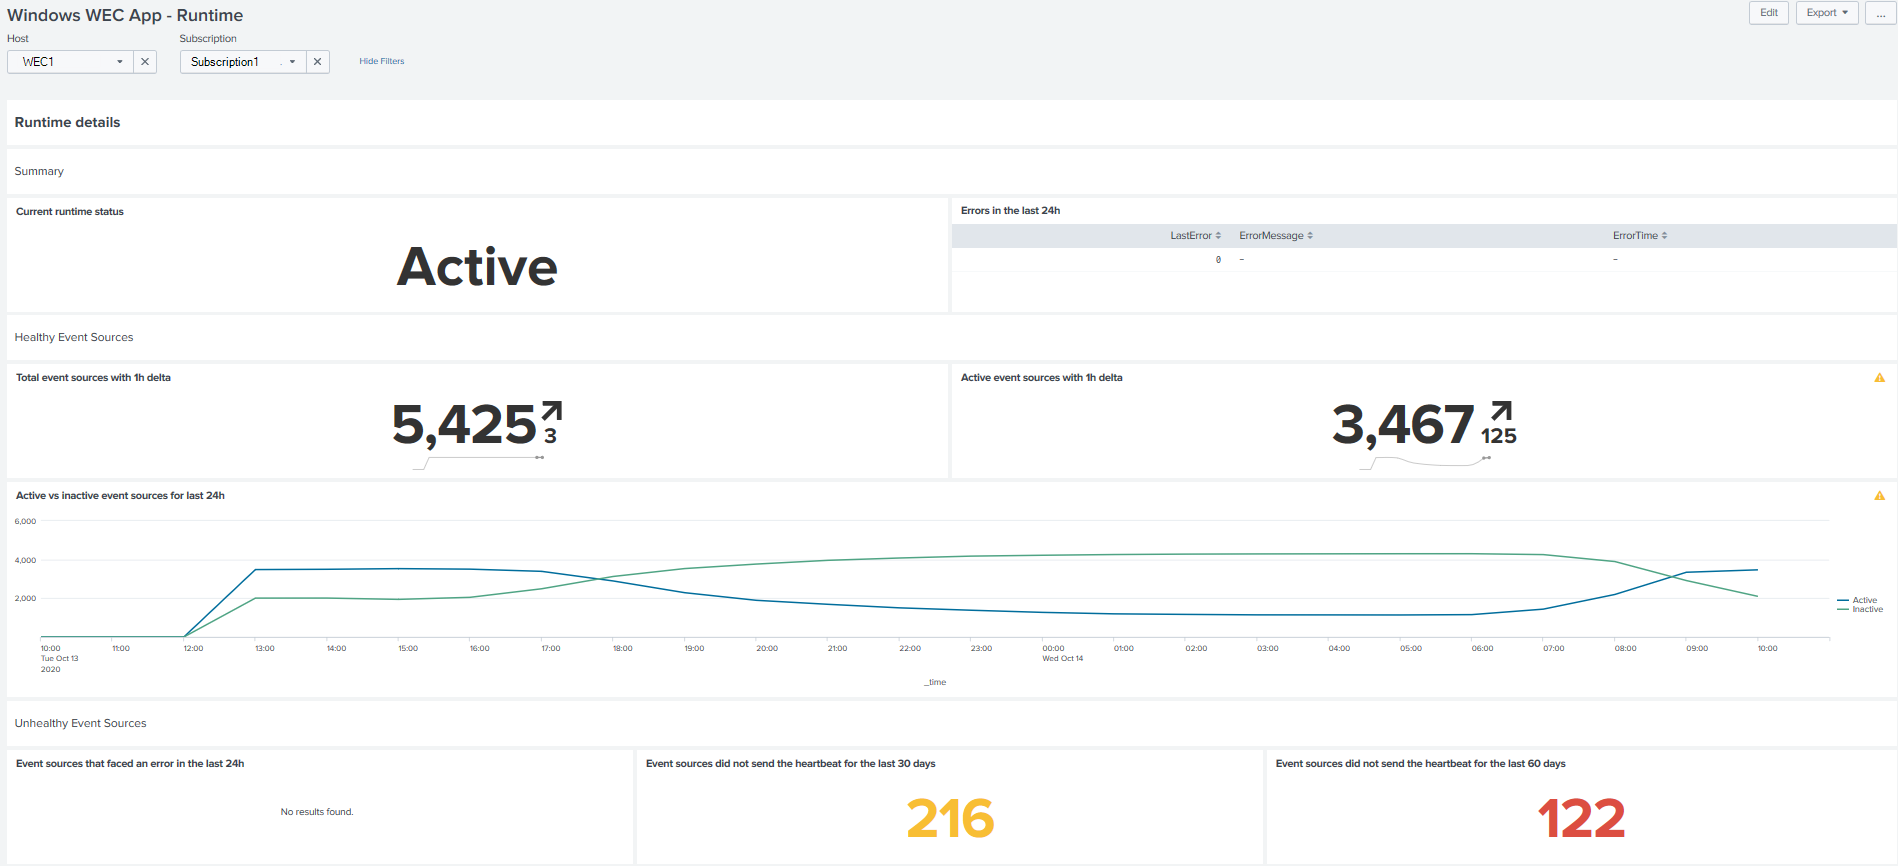 Windows WEC App - Runtime
Edit
Export
...
Host
Subscription
WEC1
Subscription1
Hide Filters
Runtime details
Summary
Current runtime status
Active
Errors in the last 24h
LastError ErrorMessage ErrorTime
0 – –
Healthy Event Sources
Total event sources with 1h delta
5,425
3
Active event sources with 1h delta
3,467
125
Active vs inactive event sources for last 24h
6,000
4,000
2,000
Active
Inactive
10:00 11:00 12:00 13:00 14:00 15:00 16:00 17:00 18:00 19:00 20:00 21:00 22:00 23:00 00:00 01:00 02:00 03:00 04:00 05:00 06:00 07:00 08:00 09:00 10:00
Tue Oct 13 Wed Oct 14
2020
_time
Unhealthy Event Sources
Event sources that faced an error in the last 24h
No results found.
Event sources did not send the heartbeat for the last 30 days
216
Event sources did not send the heartbeat for the last 60 days
122